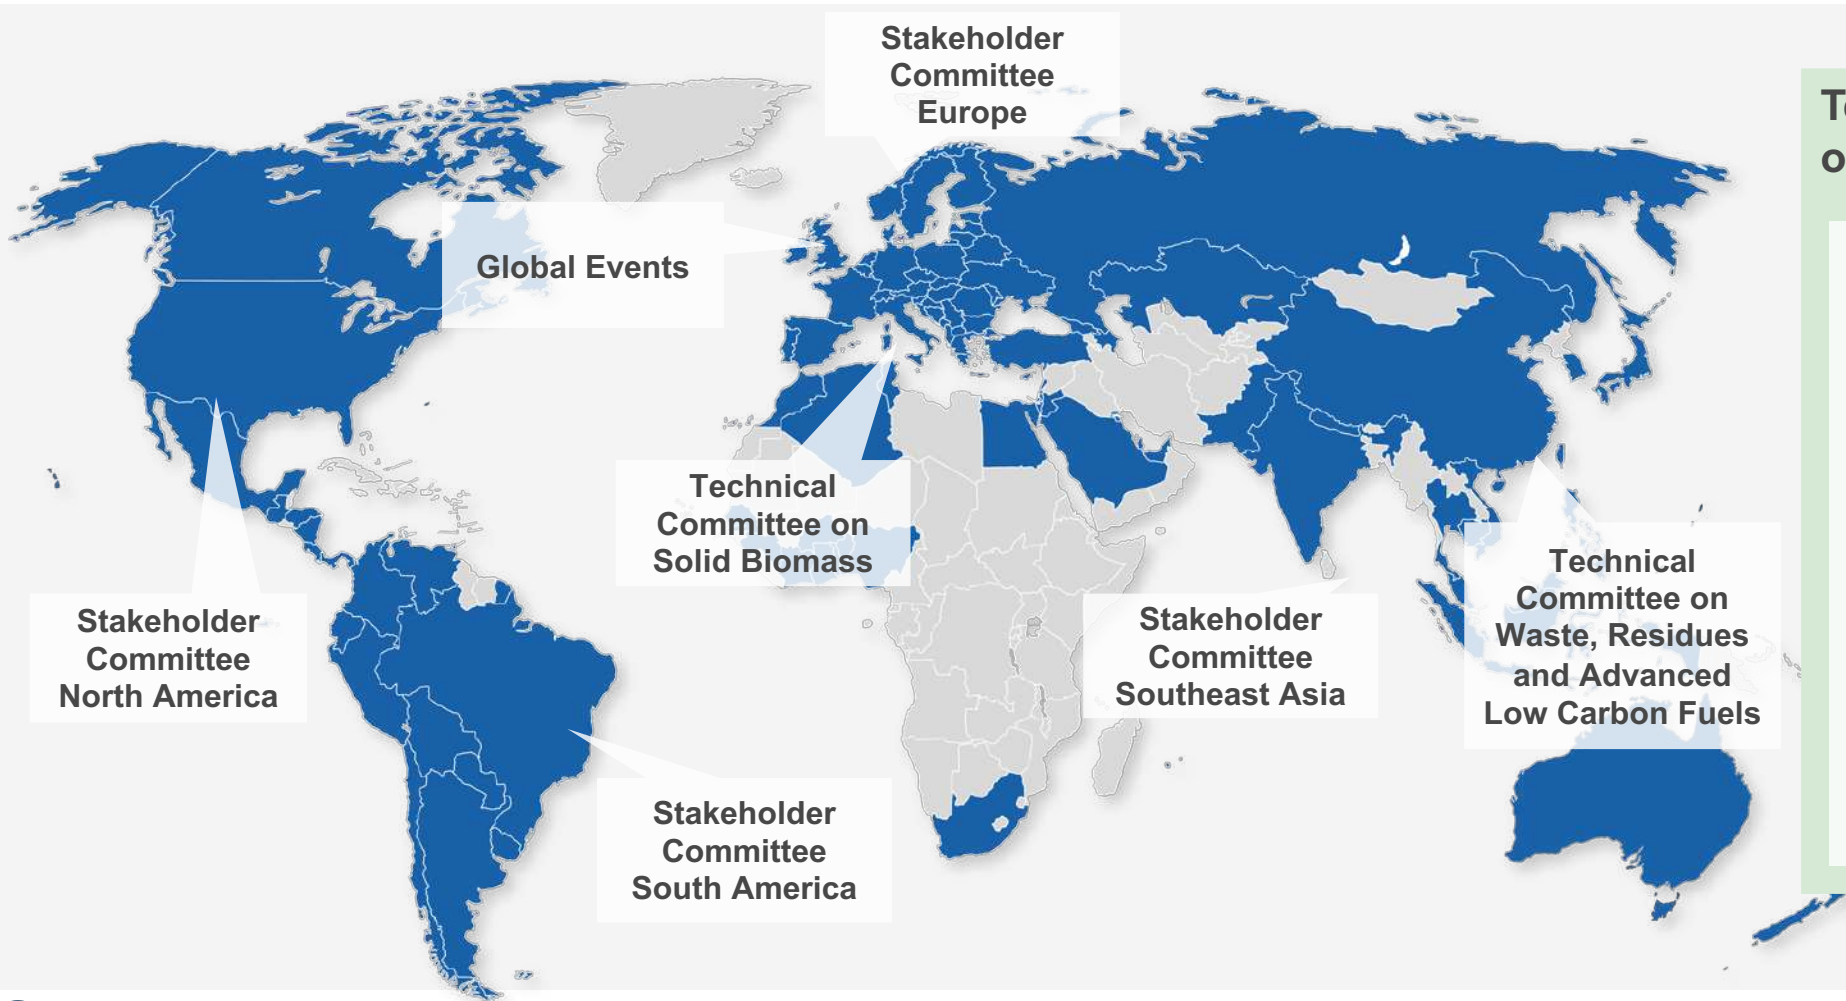 Stakeholder
Committee
Europe
Global Events
Technical
Committee on
Solid Biomass
Stakeholder
Committee
North America
Stakeholder
Committee
South America
Stakeholder
Committee
Southeast Asia
Technical
Committee on
Waste, Residues
and Advanced
Low Carbon Fuels